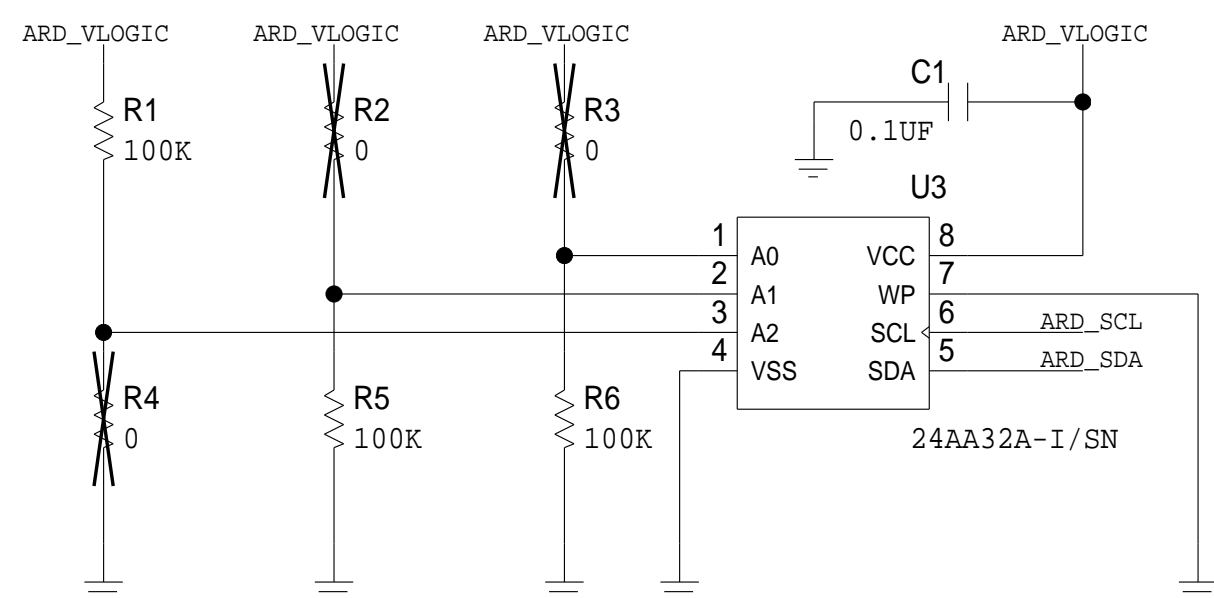 ARD_VLOGIC ARD_VLOGIC ARD_VLOGIC ARD_VLOGIC
C1
R1 R2 R3
0.1UF
100K 0 0
U3
1 8
A0 VCC
2 7
A1 WP
3 6 ARD_SCL
A2 SCL
4 5 ARD_SDA
VSS SDA
R4 R5 R6
0 100K 100K 24AA32A-I/SN